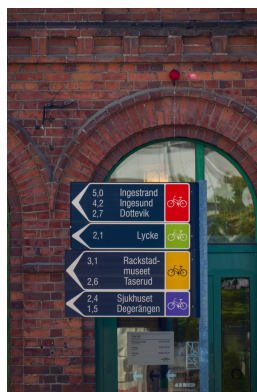 5,0 Ingestrand
4,2 Ingesund
2,7 Dottevik
2,1 Lycke
3,1 Rackstad-
museet
2,6 Taserud
2,4 Sjukhuset
1,5 Degerängen